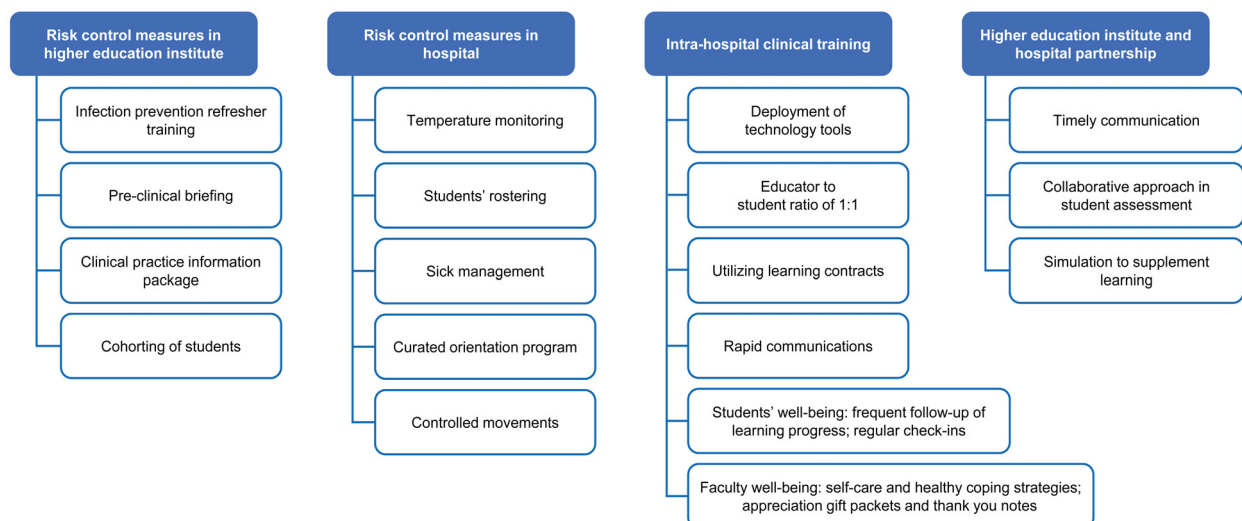 Risk control measures in
higher education institute
Infection prevention refresher
training
Pre-clinical briefing
Clinical practice information
package
Cohorting of students
Risk control measures in
hospital
Temperature monitoring
Students’ rostering
Sick management
Curated orientation program
Controlled movements
Intra-hospital clinical training
Deployment of
technology tools
Educator to
student ratio of 1:1
Utilizing learning contracts
Rapid communications
Students’ well-being: frequent follow-up of
learning progress; regular check-ins
Faculty well-being: self-care and healthy coping strategies;
appreciation gift packets and thank you notes
Higher education institute and
hospital partnership
Timely communication
Collaborative approach in
student assessment
Simulation to supplement
learning